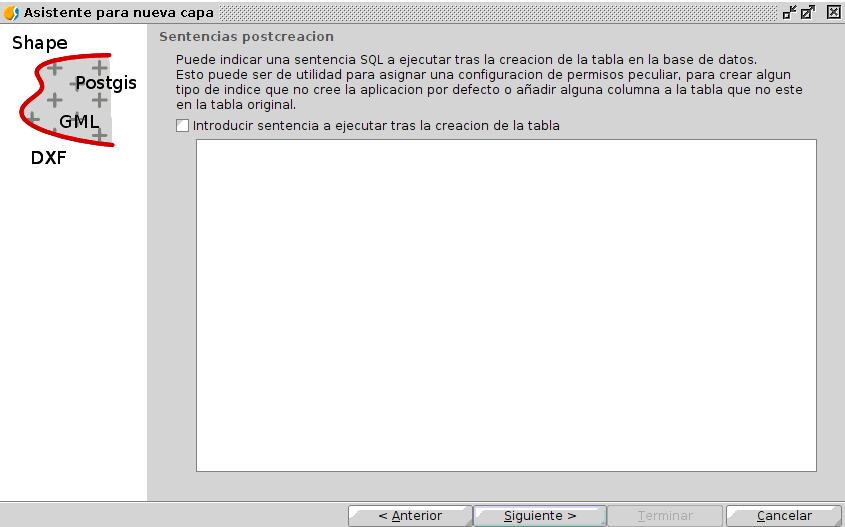 Asistente para nueva capa
Shape
Postgis
GML
DXF
Sentencias postcreacion
Puede indicar una sentencia SQL a ejecutar tras la creacion de la tabla en la base de datos.
Esto puede ser de utilidad para asignar una configuracion de permisos peculiar, para crear algun
tipo de indice que no cree la aplicacion por defecto o añadir alguna columna a la tabla que no este
en la tabla original.
Introducir sentencia a ejecutar tras la creacion de la tabla
< Anterior
Siguiente >
Terminar
Cancelar